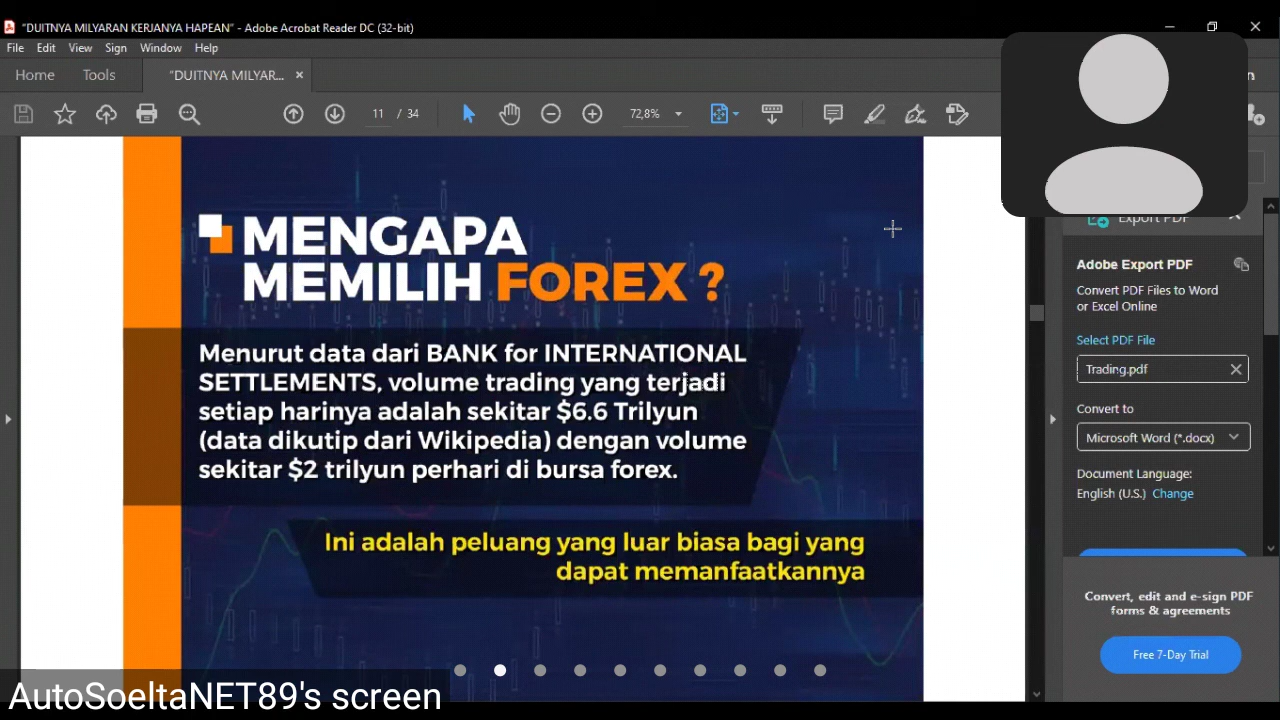 "DUITNYA MILYARAN KERJANYA HAPEAN" - Adobe Acrobat Reader DC (32-bit)
File Edit View Sign Window Help
Home Tools "DUITNYA MILYAR... ×
11 / 34 72,8%
MENGAPA
MEMILIH FOREX ?
Menurut data dari BANK for INTERNATIONAL
SETTLEMENTS, volume trading yang terjadi
setiap harinya adalah sekitar $6.6 Trilyun
(data dikutip dari Wikipedia) dengan volume
sekitar $2 trilyun perhari di bursa forex.
Ini adalah peluang yang luar biasa bagi yang
dapat memanfaatkannya
Export PDF
Adobe Export PDF
Convert PDF Files to Word
or Excel Online
Select PDF File
Trading.pdf
Convert to
Microsoft Word (*.docx)
Document Language:
English (U.S.) Change
Convert, edit and e-sign PDF
forms & agreements
Free 7-Day Trial
AutoSoeltaNET89's screen